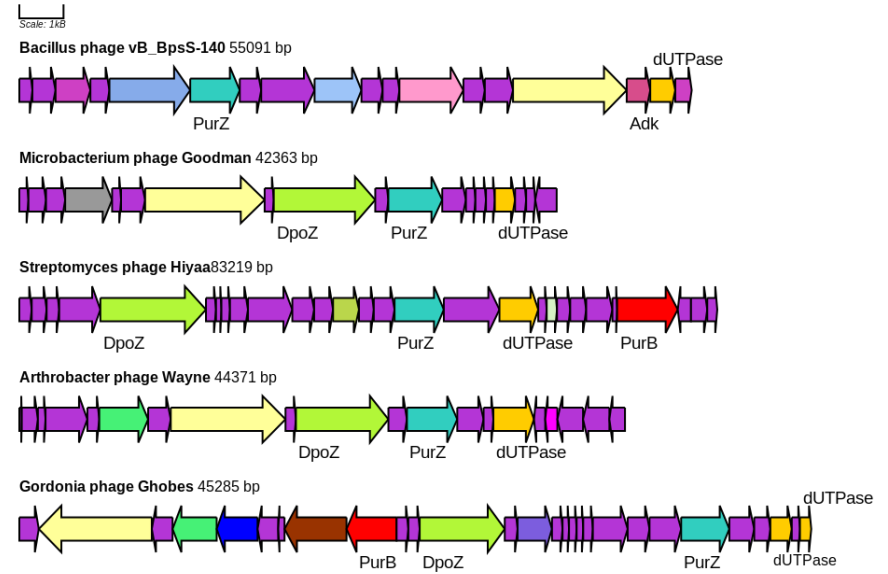 Scale: 1kB
Bacillus phage vB_BpsS-140 55091 bp
dUTPase
PurZ Adk
Microbacterium phage Goodman 42363 bp
DpoZ PurZ dUTPase
Streptomyces phage Hiyaa83219 bp
DpoZ PurZ dUTPase PurB
Arthrobacter phage Wayne 44371 bp
DpoZ PurZ dUTPase
Gordonia phage Ghobes 45285 bp
dUTPase
PurB DpoZ PurZ dUTPase